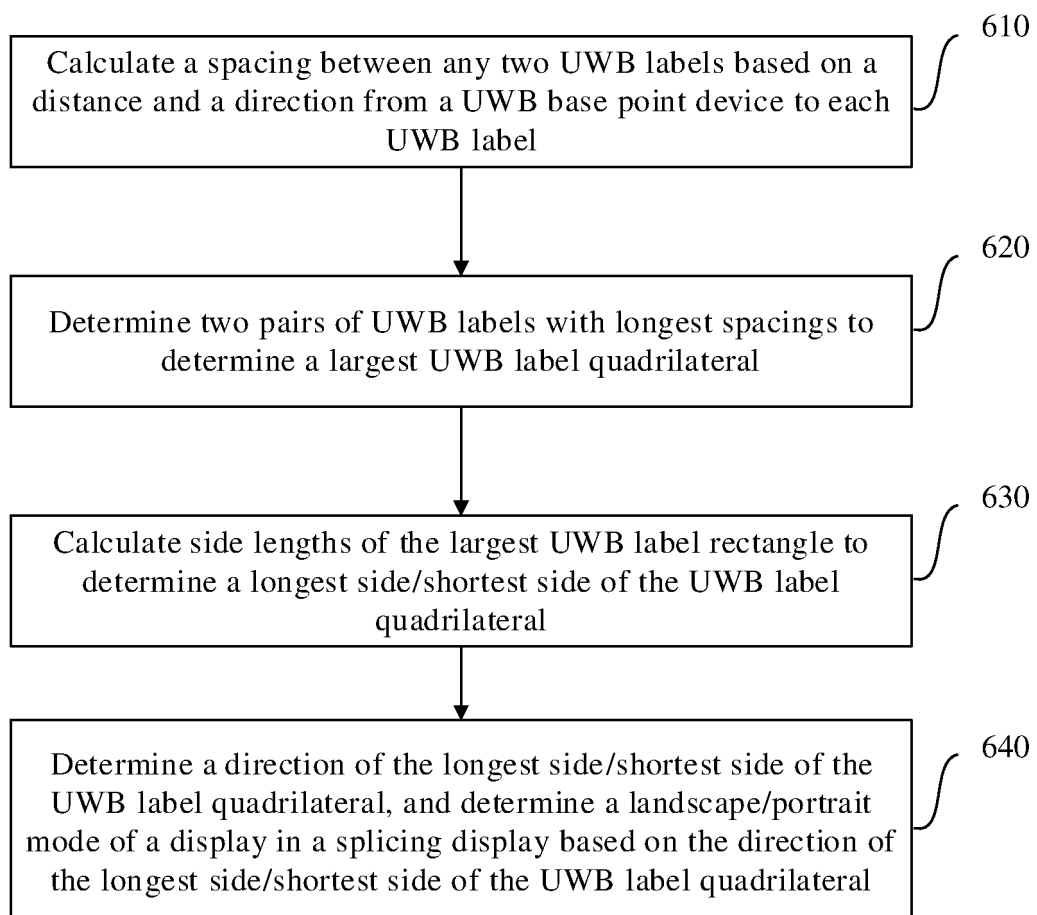 610
Calculate a spacing between any two UWB labels based on a
distance and a direction from a UWB base point device to each
UWB label
620
Determine two pairs of UWB labels with longest spacings to
determine a largest UWB label quadrilateral
630
Calculate side lengths of the largest UWB label rectangle to
determine a longest side/shortest side of the UWB label
quadrilateral
640
Determine a direction of the longest side/shortest side of the
UWB label quadrilateral, and determine a landscape/portrait
mode of a display in a splicing display based on the direction of
the longest side/shortest side of the UWB label quadrilateral